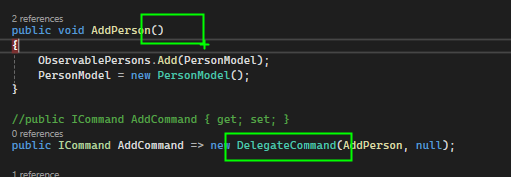 2 references
public void AddPerson()
{
ObservablePersons.Add(PersonModel);
PersonModel = new PersonModel();
}
//public ICommand AddCommand { get; set; }
0 references
public ICommand AddCommand => new DelegateCommand(AddPerson, null);
1 reference